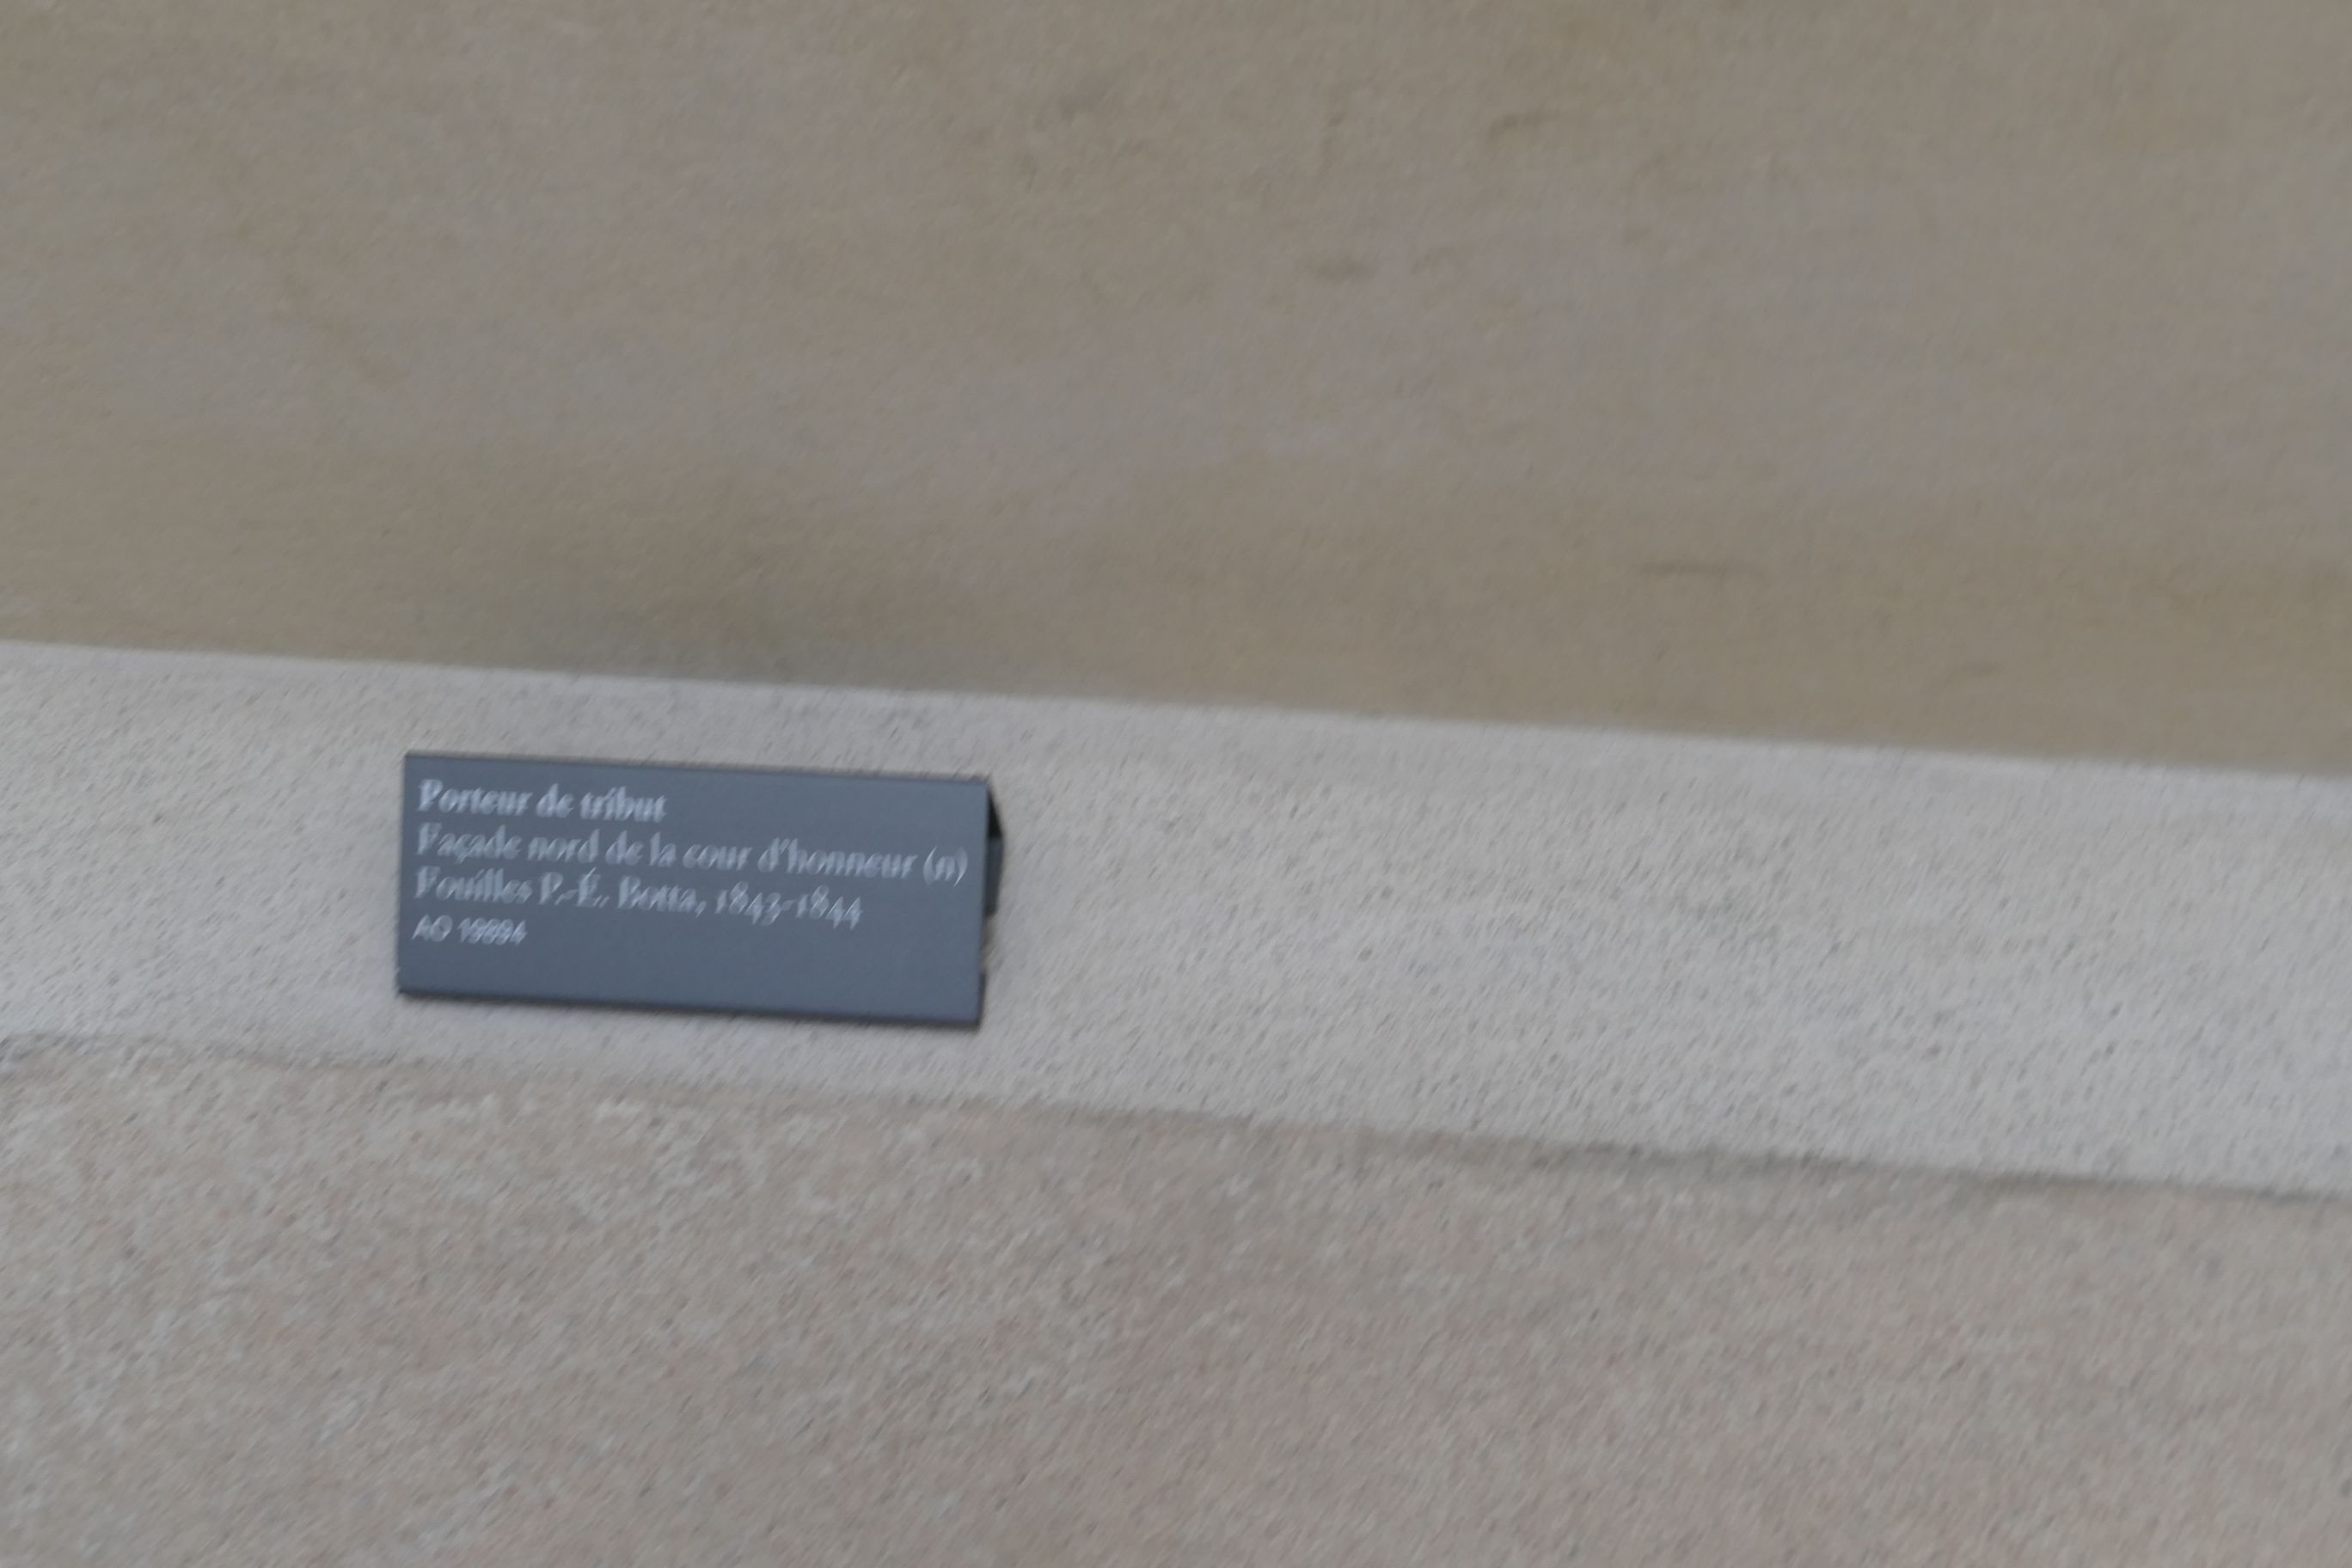 Porteur de tribut
Façade nord de la cour d'honneur (n)
Fouilles P.-É. Botta, 1843-1844
AO 19894